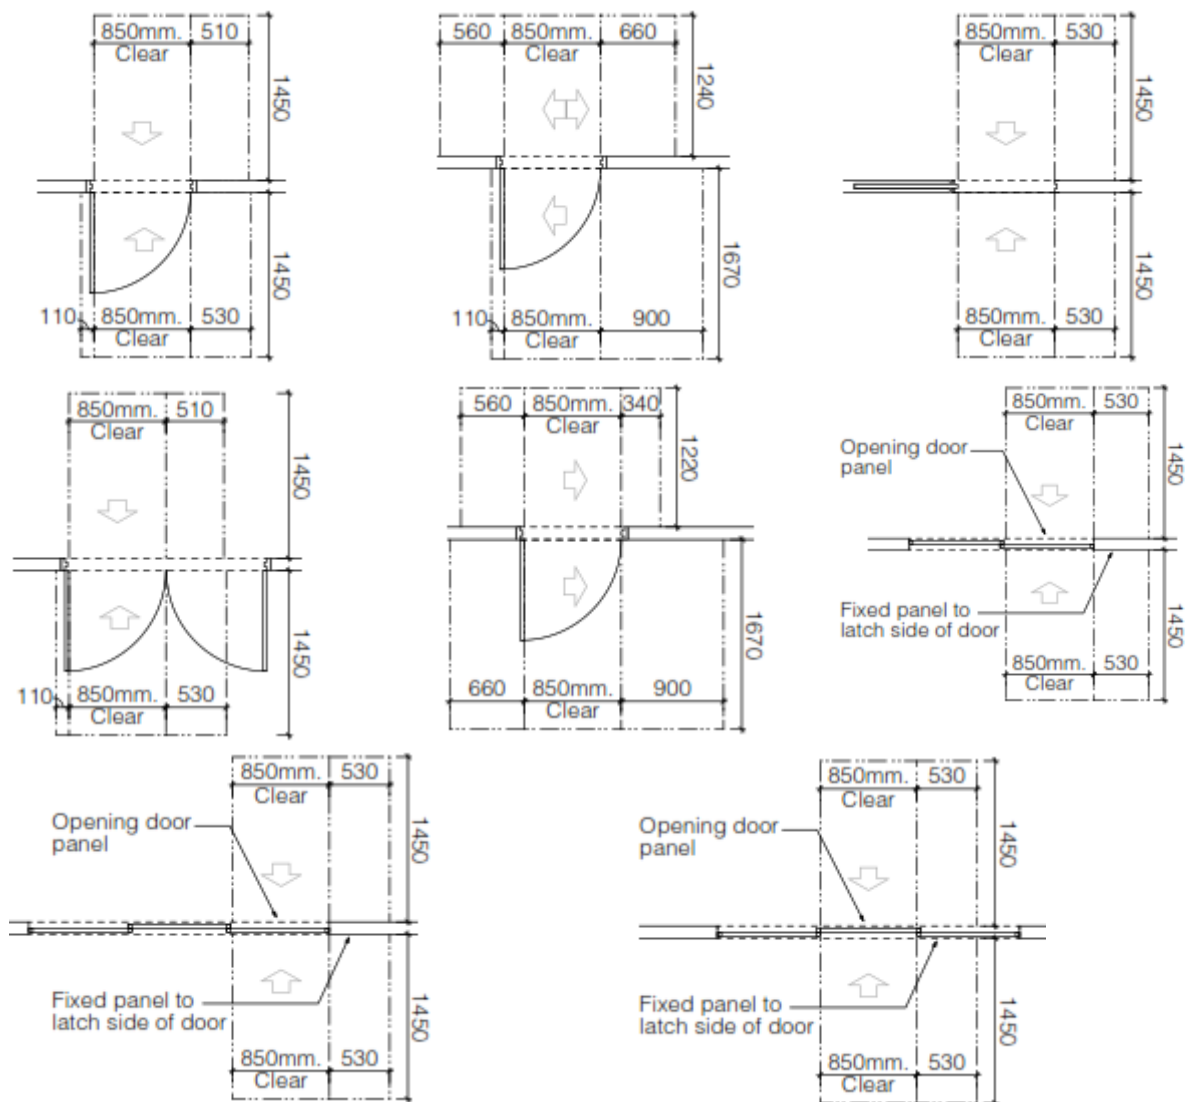 850mm. 510
Clear
1450
1450
110 850mm. 530
Clear
560 850mm. 660
Clear
1240
1670
110 850mm. 900
Clear
850mm. 530
Clear
1450
1450
850mm. 530
Clear
850mm. 510
Clear
1450
1450
110 850mm. 530
Clear
560 850mm. 340
Clear
1220
1670
660 850mm. 900
Clear
850mm. 530
Clear
1450
Opening door
panel
Fixed panel to
latch side of door
1450
850mm. 530
Clear
850mm. 530
Clear
1450
Opening door
panel
Fixed panel to
latch side of door
1450
850mm. 530
Clear
850mm. 530
Clear
1450
Opening door
panel
Fixed panel to
latch side of door
1450
850mm. 530
Clear